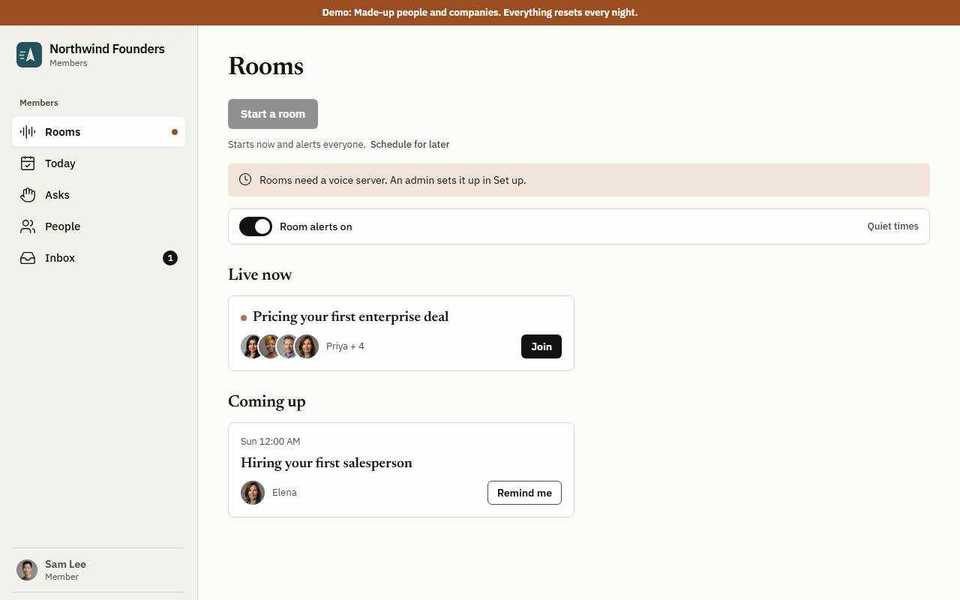 Demo: Made-up people and companies. Everything resets every night.
Northwind Founders
Members
Members
Rooms
Today
Asks
People
Inbox
1
Sam Lee
Member
Rooms
Start a room
Starts now and alerts everyone. Schedule for later
Rooms need a voice server. An admin sets it up in Set up.
Room alerts on
Quiet times
Live now
Pricing your first enterprise deal
Priya + 4
Join
Coming up
Sun 12:00 AM
Hiring your first salesperson
Elena
Remind me